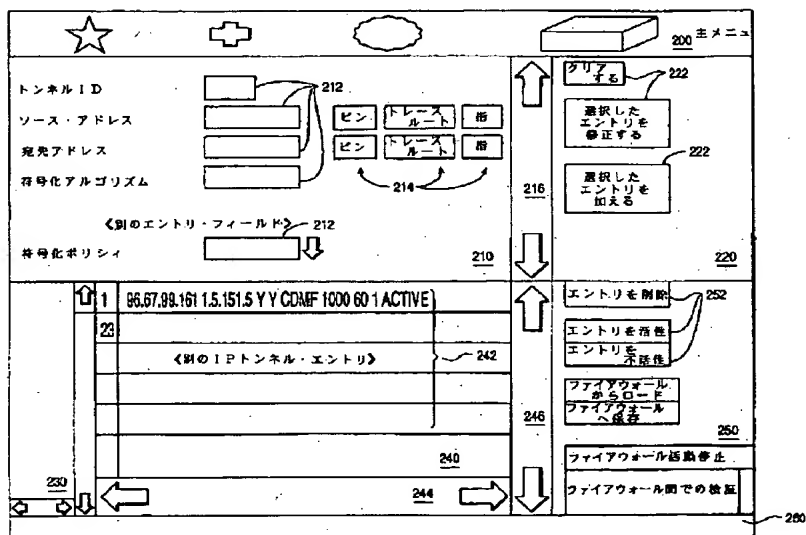 200 主メニュー
トンネルID
212
ソース・アドレス
ピン
トレース
ルート
指
宛先アドレス
ピン
トレース
ルート
指
符号化アルゴリズム
214
《別のエントリ・フィールド》
212
符号化ポリシィ
210
216
クリア
する
222
選択した
エントリを
修正する
222
選択した
エントリを
加える
220
1 96.67.99.161 1.5.151.5 Y Y CDMF 1000 60 1 ACTIVE
23
《別のIPトンネル・エントリ》
242
240
230
244
246
エントリを削除
252
エントリを活性
エントリを
不活性
ファイアウォール
からロード
ファイアウォール
へ保存
250
ファイアウォール活動停止
ファイアウォール間での検証
260